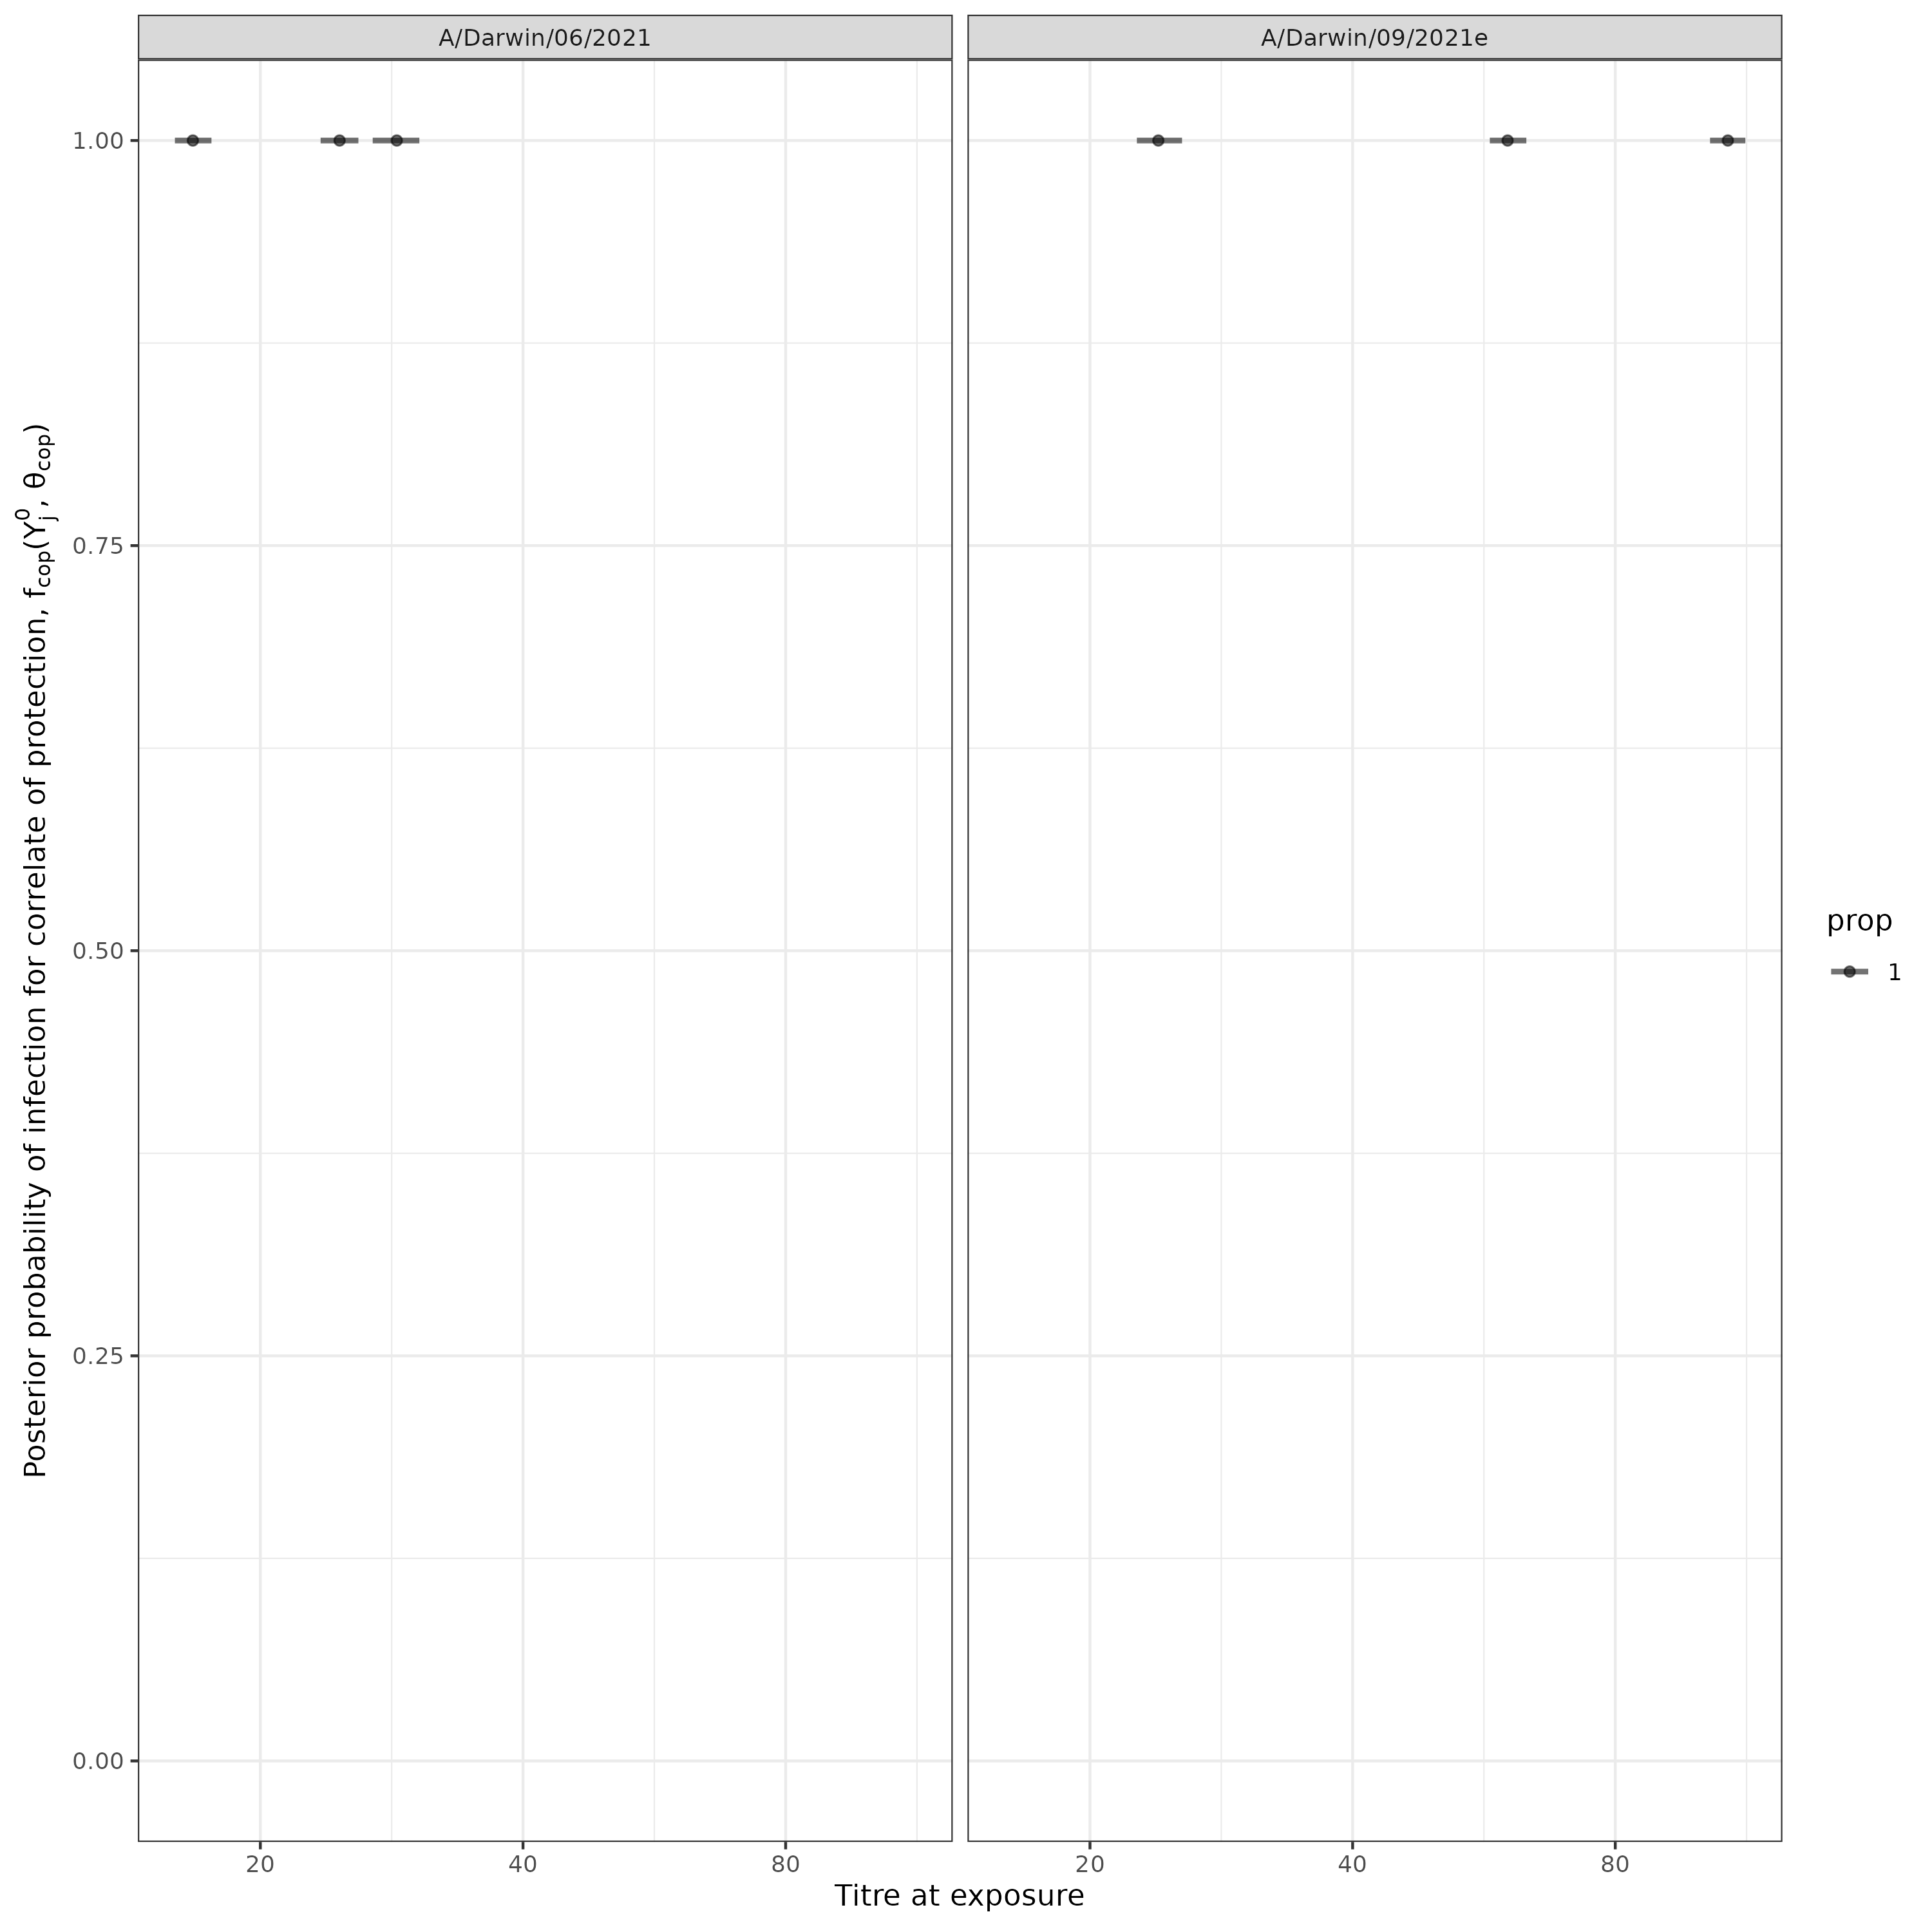 A/Darwin/06/2021
A/Darwin/09/2021e
Posterior probability of infection for correlate of protection, fcop(Yj0, θcop)
1.00
0.75
0.50
0.25
0.00
20 40 80
20 40 80
Titre at exposure
prop
1